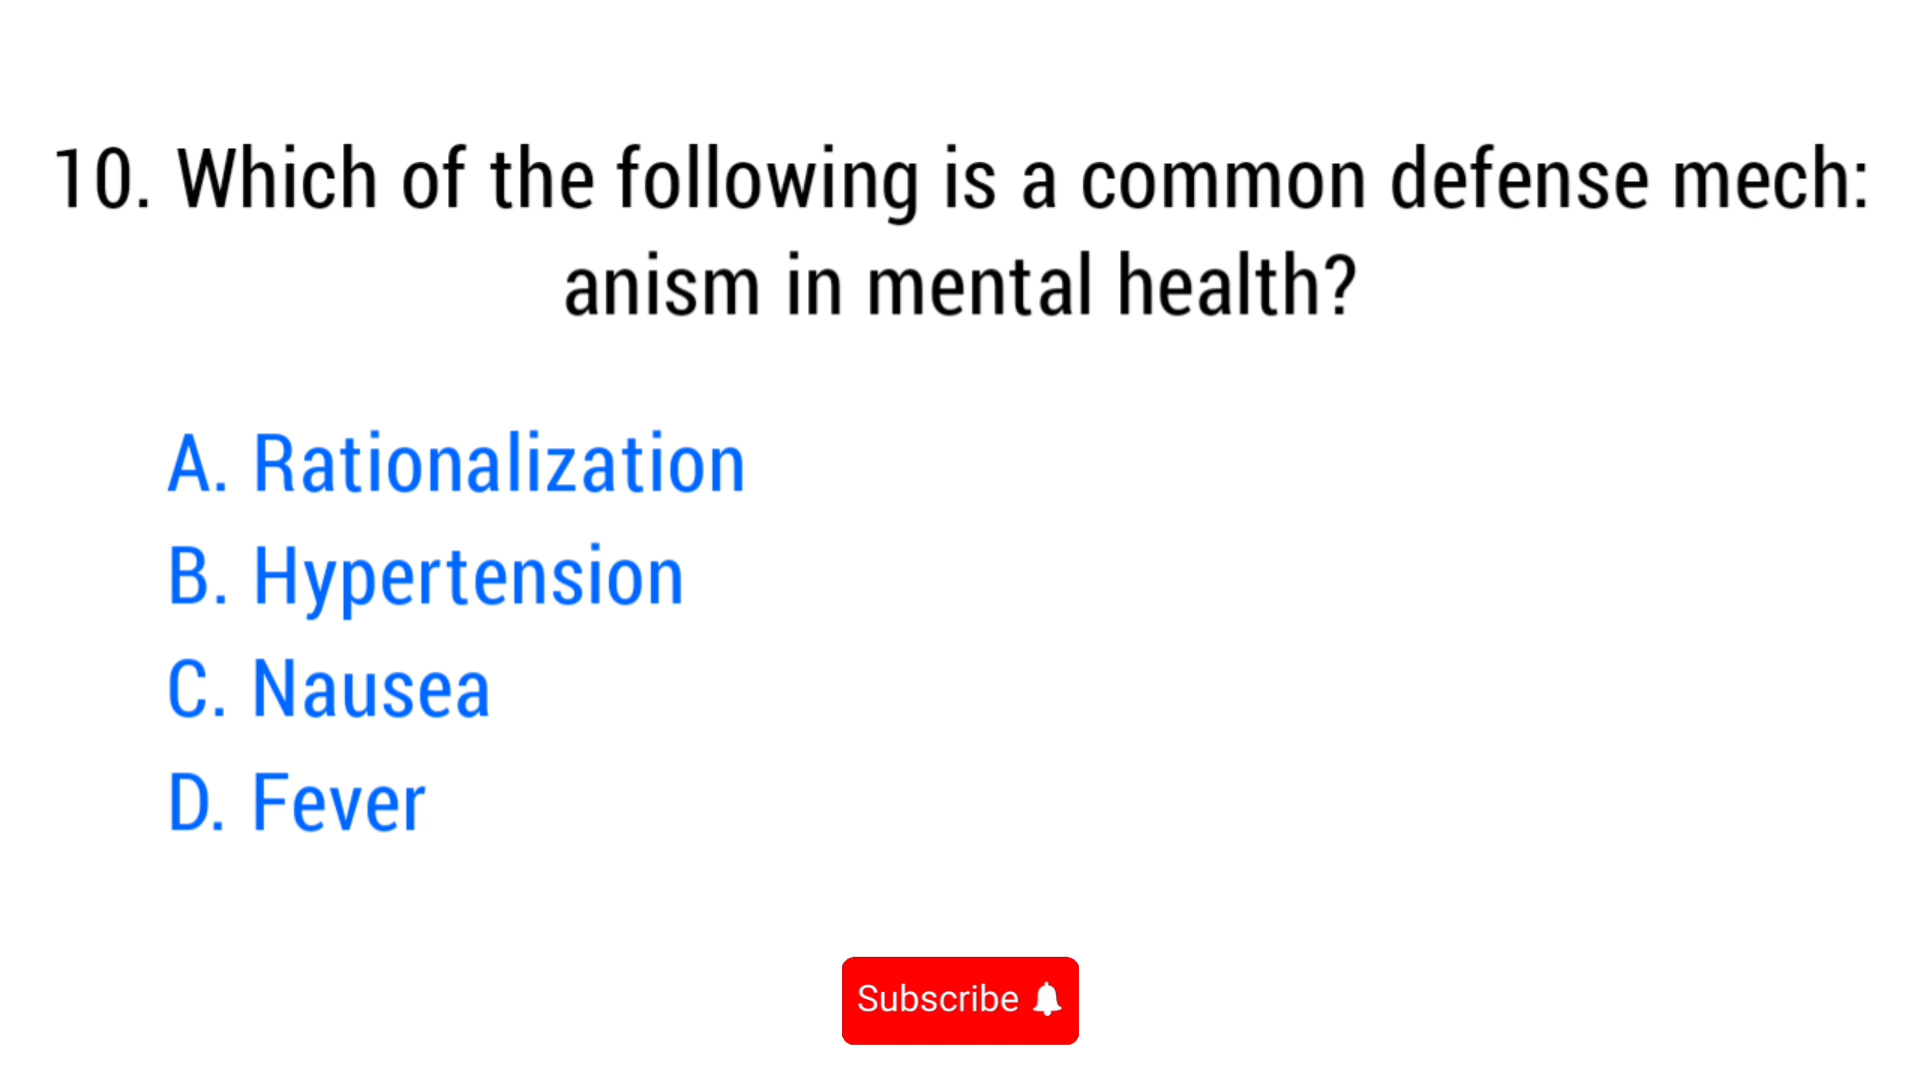 10. Which of the following is a common defense mech:
anism in mental health?
A. Rationalization
B. Hypertension
C. Nausea
D. Fever
Subscribe